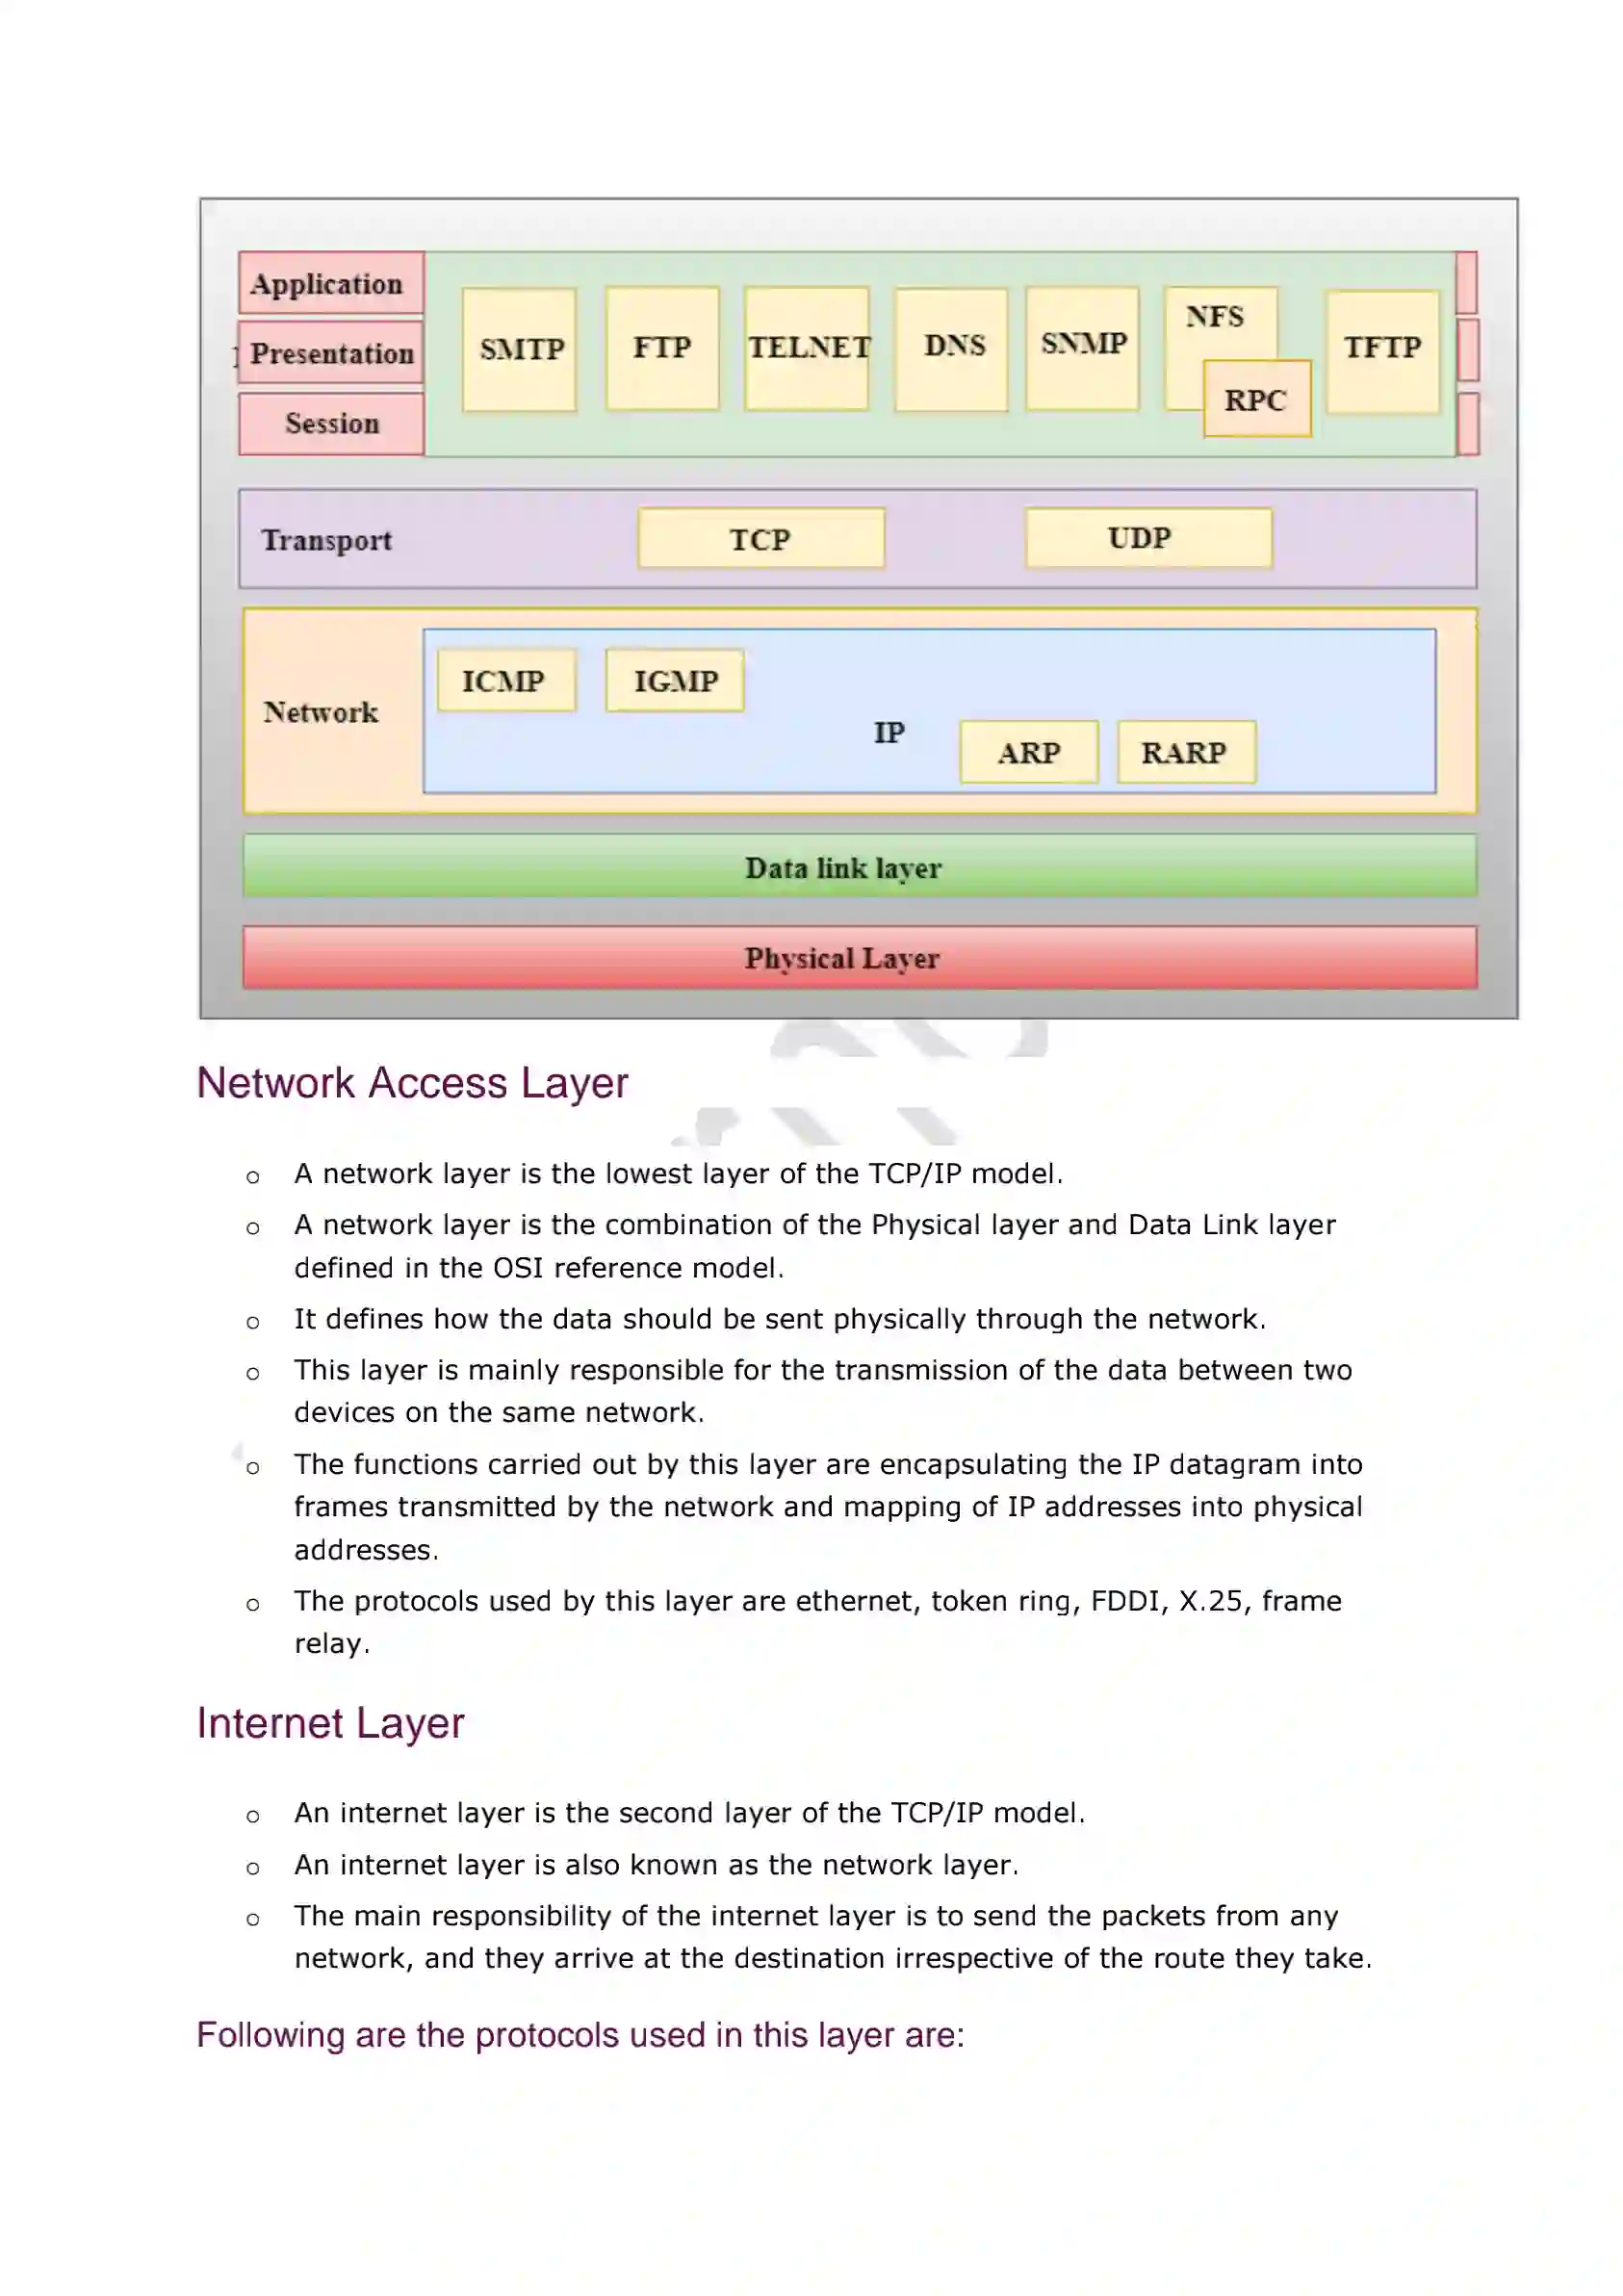 Application
Presentation
Session
SMTP
FTP
TELNET
DNS
SNMP
NFS
RPC
TFTP
Transport
TCP
UDP
Network
ICMP
IGMP
IP
ARP
RARP
Data link layer
Physical Layer
Network Access Layer
o A network layer is the lowest layer of the TCP/IP model.
o A network layer is the combination of the Physical layer and Data Link layer
defined in the OSI reference model.
o It defines how the data should be sent physically through the network.
o This layer is mainly responsible for the transmission of the data between two
devices on the same network.
o The functions carried out by this layer are encapsulating the IP datagram into
frames transmitted by the network and mapping of IP addresses into physical
addresses.
o The protocols used by this layer are ethernet, token ring, FDDI, X.25, frame
relay.
Internet Layer
o An internet layer is the second layer of the TCP/IP model.
o An internet layer is also known as the network layer.
o The main responsibility of the internet layer is to send the packets from any
network, and they arrive at the destination irrespective of the route they take.
Following are the protocols used in this layer are: